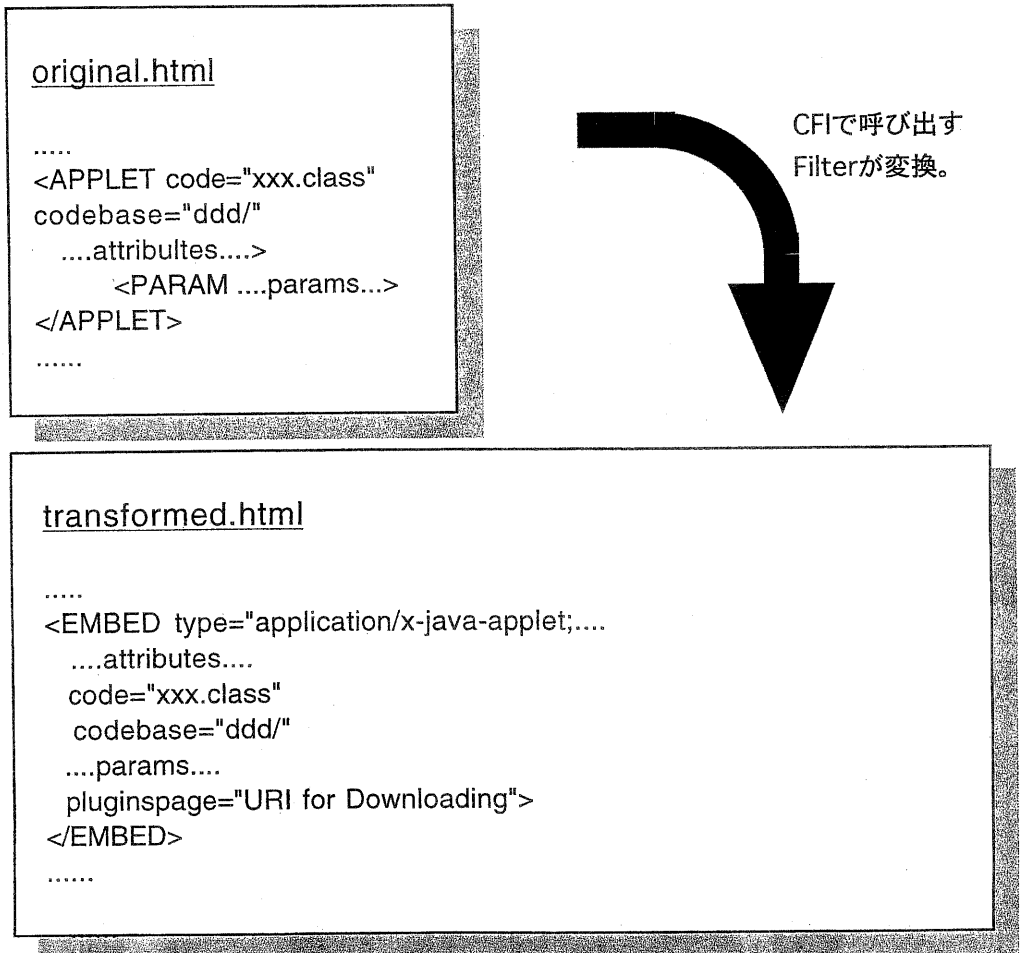 original.html
.....
<APPLET code="xxx.class"
codebase="ddd/"
....attribultes....>
<PARAM ....params...>
</APPLET>
......
CFIで呼び出す
Filterが変換。
transformed.html
.....
<EMBED type="application/x-java-applet;....
....attributes....
code="xxx.class"
codebase="ddd/"
....params....
pluginspage="URI for Downloading">
</EMBED>
......